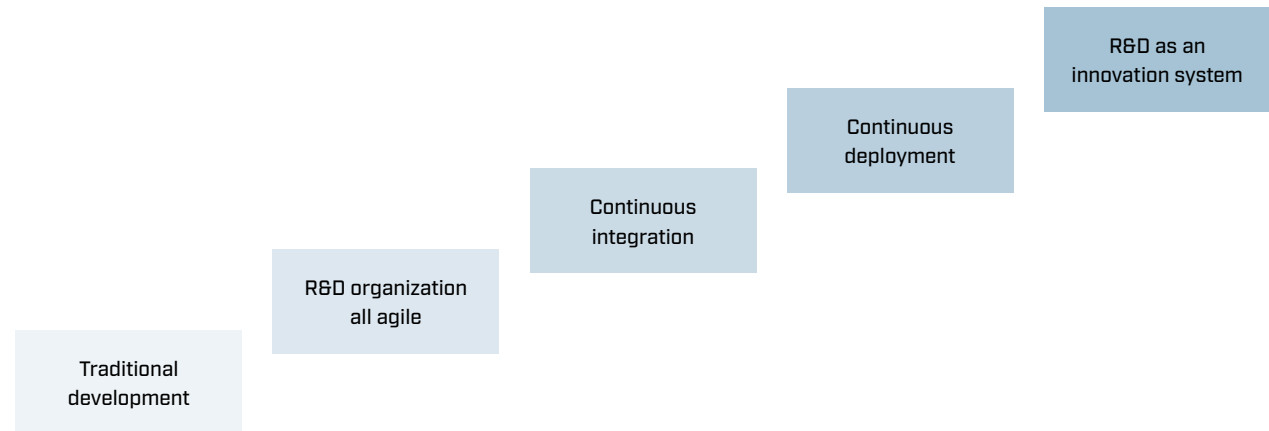 R&D as an
innovation system
Continuous
deployment
Continuous
integration
R&D organization
all agile
Traditional
development